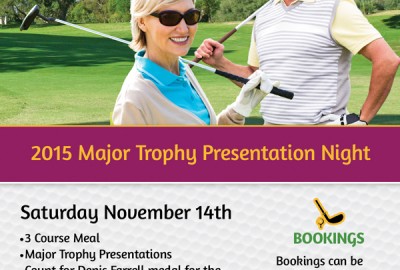 2015 Major Trophy Presentation Night
Saturday November 14th
•3 Course Meal
•Major Trophy Presentations
Count for Denis Farrell medal for the
BOOKINGS
Bookings can be